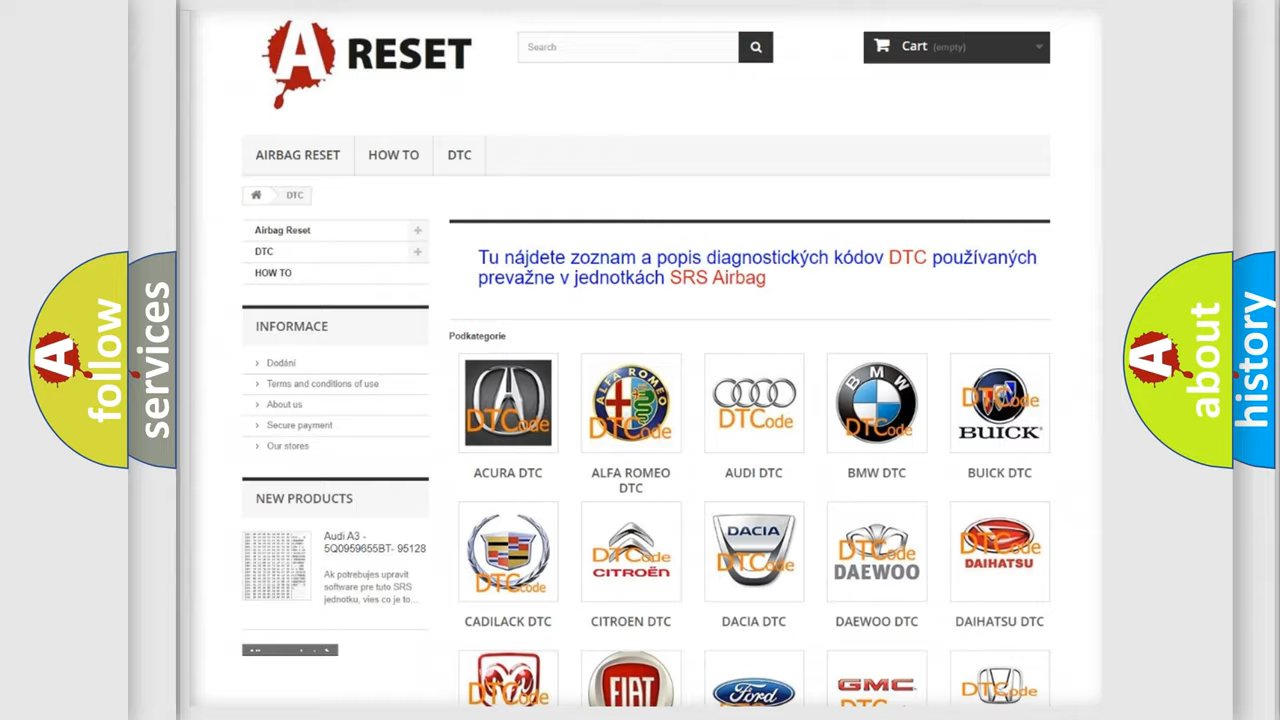 A RESET
Search
Cart (empty)
AIRBAG RESET
HOW TO
DTC
DTC
Airbag Reset
DTC
HOW TO
Tu nájdete zoznam a popis diagnostických kódov DTC používaných
prevažne v jednotkách SRS Airbag
INFORMACE
Dodání
Terms and conditions of use
About us
Secure payment
Our stores
NEW PRODUCTS
Audi A3 -
5Q0959655BT- 95128
Ak potrebujes upravit
software pre tuto SRS
jednotku, vies co je to...
Podkategorie
DTCode
ALFA ROMEO
DTCode
DTCode
BMW
DTCode
DTCode
BUICK
ACURA DTC
ALFA ROMEO
DTC
AUDI DTC
BMW DTC
BUICK DTC
DTCode
DTCode
CITROËN
DACIA
DTCode
DTCode
DAEWOO
DTCode
DAIHATSU
CADILACK DTC
CITROEN DTC
DACIA DTC
DAEWOO DTC
DAIHATSU DTC
DTCode
FIAT
Ford
GMC
DTCode
A follow
services
A about
history